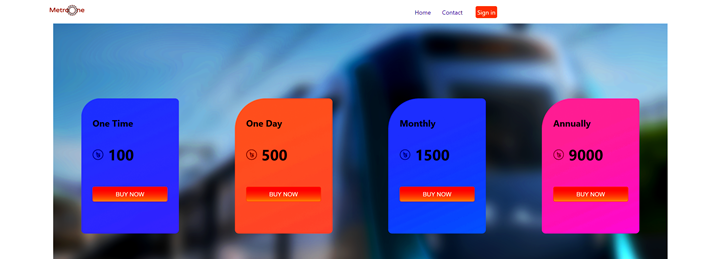 MetroOne
Home Contact Sign in
One Time
100
BUY NOW
One Day
500
BUY NOW
Monthly
1500
BUY NOW
Annually
9000
BUY NOW